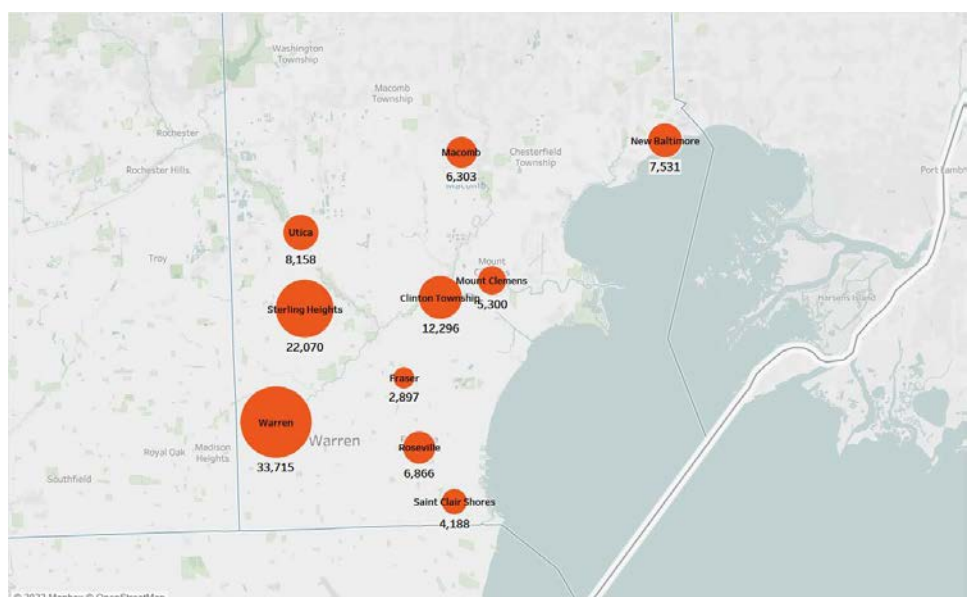 Washington
Township
Macomb
Township
Rochester
Rochester Hills
Macomb
6,303
Chesterfield
Township
New Baltimore
7,531
Port Lambt
Utica
8,158
Troy
Mount
Mount Clemens
5,300
Clinton Township
12,296
Sterling Heights
22,070
Harsens Island
Fraser
2,897
Warren
33,715
Warren
Royal Oak
Madison
Heights
Roseville
6,866
Southfield
Saint Clair Shores
4,188
© 2022 Mapbox © OpenStreetMap